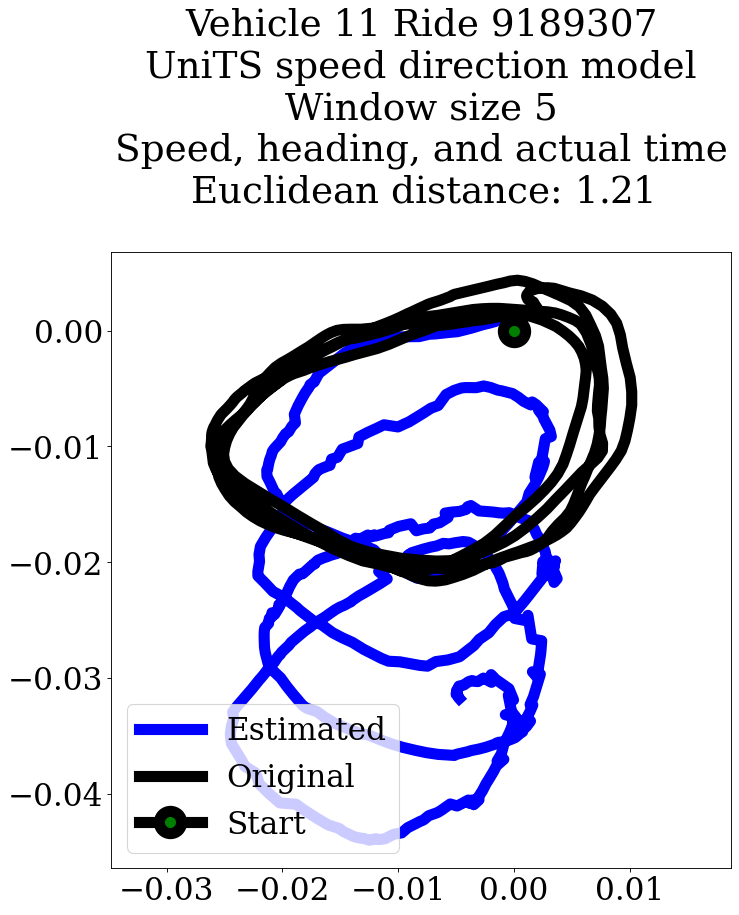 Vehicle 11 Ride 9189307
UniTS speed direction model
Window size 5
Speed, heading, and actual time
Euclidean distance: 1.21
0.00
−0.01
−0.02
−0.03
−0.04
Estimated
Original
Start
−0.03
−0.02
−0.01
0.00
0.01